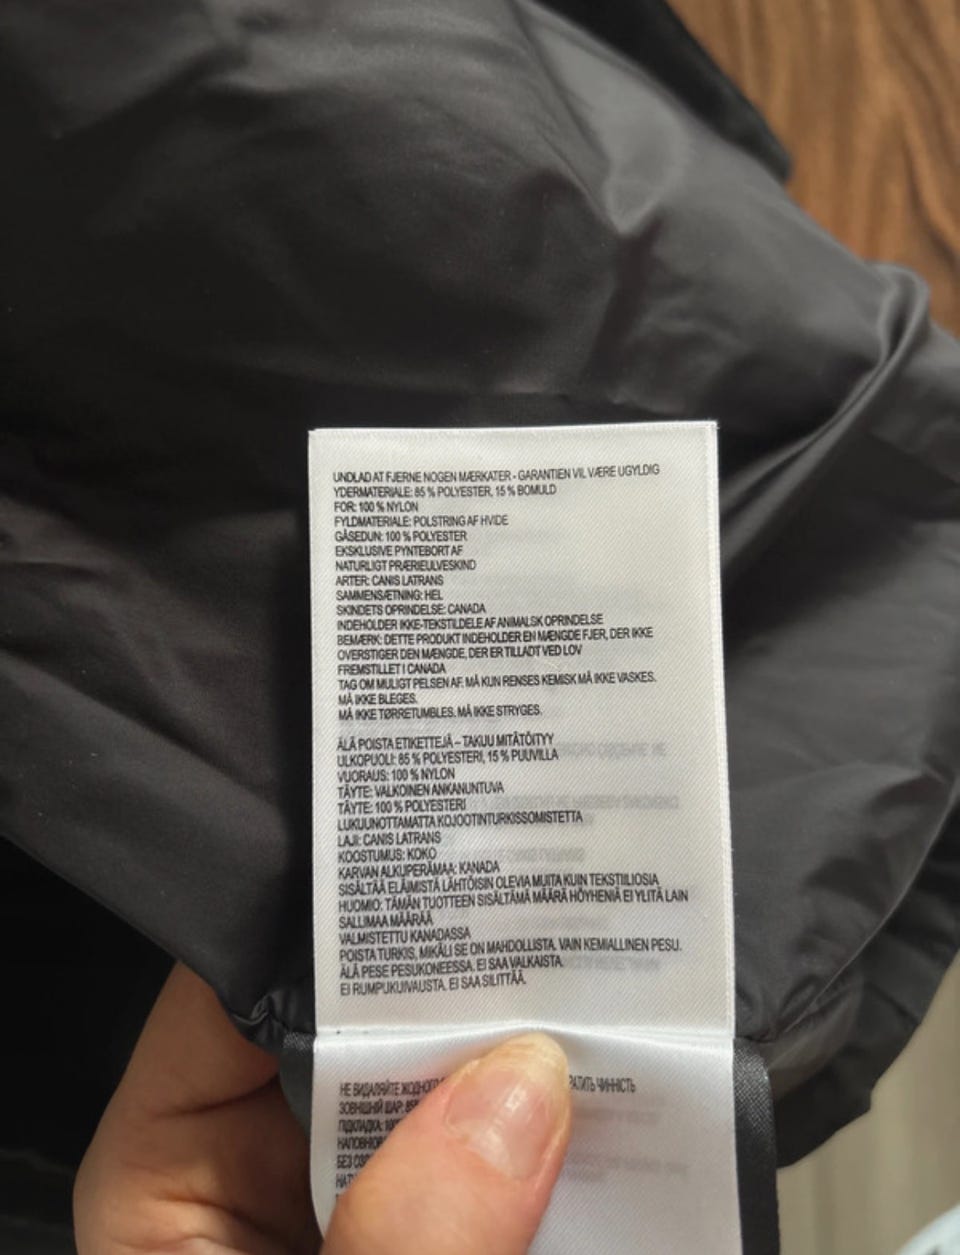 UNDLAD AT FJERNE NOGEN MÆRKATER - GARANTIEN VIL VÆRE UGYLDIG
YDERMATERIALE: 85 % POLYESTER, 15 % BOMULD
FOR: 100 % NYLON
FYLDMATERIALE: POLSTRING AF HVIDE
GÅSEDUN: 100 % POLYESTER
EKSKLUSIVE PYNTEBORT AF
NATURLIGT PRÆRIEULVESKIND
ARTER: CANIS LATRANS
SAMMENSÆTNING: HEL
SKINDETS OPRINDELSE: CANADA
INDEHOLDER IKKE-TEKSTILDELE AF ANIMALSK OPRINDELSE
BEMÆRK: DETTE PRODUKT INDEHOLDER EN MÆNGDE FJER, DER IKKE
OVERSTIGER DEN MÆNGDE, DER ER TILLADT VED LOV
FREMSTILLET I CANADA
TAG OM MULIGT PELSEN AF. MÅ KUN RENSES KEMISK MÅ IKKE VASKES.
MÅ IKKE BLEGES.
MÅ IKKE TØRRETUMBLES. MÅ IKKE STRYGES.
ÄLÄ POISTA ETIKETTEJÄ – TAKUU MITÄTÖITYY
ULKOPUOLI: 85 % POLYESTERI, 15 % PUUVILLA
VUORAUS: 100 % NYLON
TÄYTE: VALKOINEN ANKANUNTUVA
TÄYTE: 100 % POLYESTERI
LUKUUNOTTAMATTA KOJOOTINTURKISSOMISTETTA
LAJI: CANIS LATRANS
KOOSTUMUS: KOKO
KARVAN ALKUPERÄMAA: KANADA
SISÄLTÄÄ ELÄIMISTÄ LÄHTÖISIN OLEVIA MUITA KUIN TEKSTIILIOSIA
HUOMIO: TÄMÄN TUOTTEEN SISÄLTÄMÄ MÄÄRÄ HÖYHENIÄ EI YLITÄ LAIN
SALLIMAA MÄÄRÄÄ
VALMISTETTU KANADASSA
POISTA TURKIS, MIKÄLI SE ON MAHDOLLISTA. VAIN KEMIALLINEN PESU.
ÄLÄ PESE PESUKONEESSA. EI SAA VALKAISTA.
EI RUMPUKUIVAUSTA. EI SAA SILITTÄÄ.
НЕ ВИДАЛЯЙТЕ ЧИННІСТЬ
ЗОВНІШНІЙ ШАР:
ПІДКЛАДКА:
БЕЗ